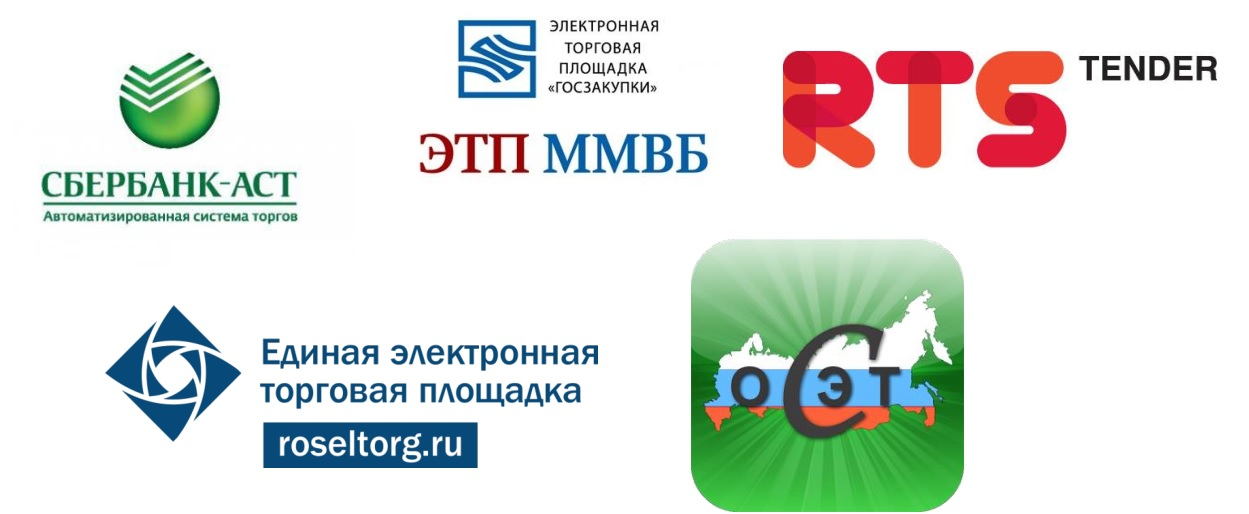 СБЕРБАНК-АСТ
Автоматизированная система торгов
ЭЛЕКТРОННАЯ
ТОРГОВАЯ
ПЛОЩАДКА
«ГОСЗАКУПКИ»
ЭТП ММВБ
RTS TENDER
Единая электронная
торговая площадка
roseltorg.ru
ОСЭТ